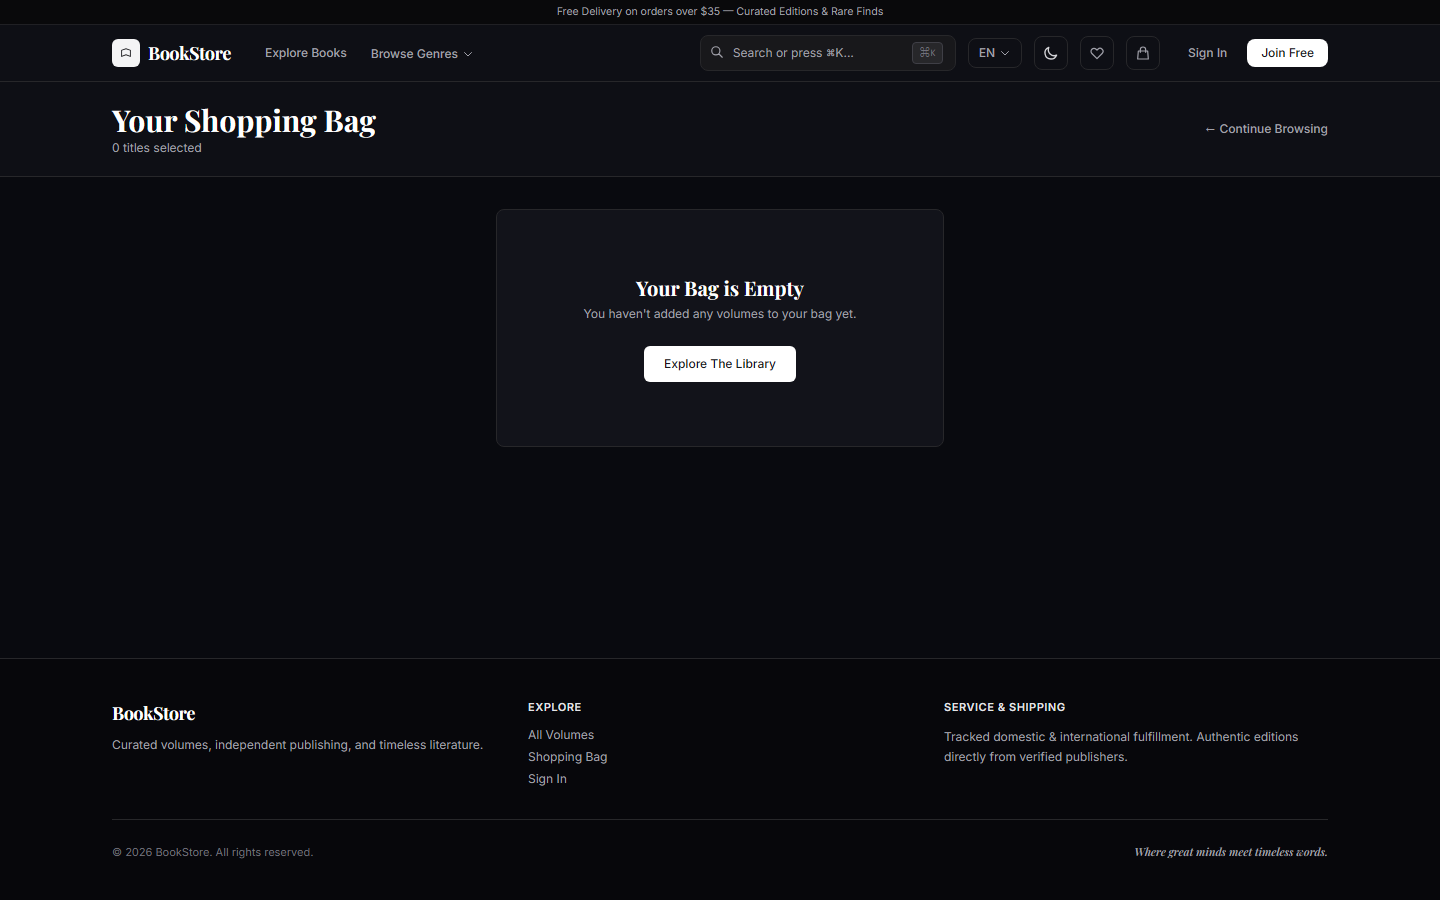 Free Delivery on orders over $35 — Curated Editions & Rare Finds
BookStore
Explore Books
Browse Genres
Search or press ⌘K...
⌘K
EN
Sign In
Join Free
Your Shopping Bag
0 titles selected
← Continue Browsing
Your Bag is Empty
You haven't added any volumes to your bag yet.
Explore The Library
BookStore
Curated volumes, independent publishing, and timeless literature.
EXPLORE
All Volumes
Shopping Bag
Sign In
SERVICE & SHIPPING
Tracked domestic & international fulfillment. Authentic editions
directly from verified publishers.
© 2026 BookStore. All rights reserved.
Where great minds meet timeless words.